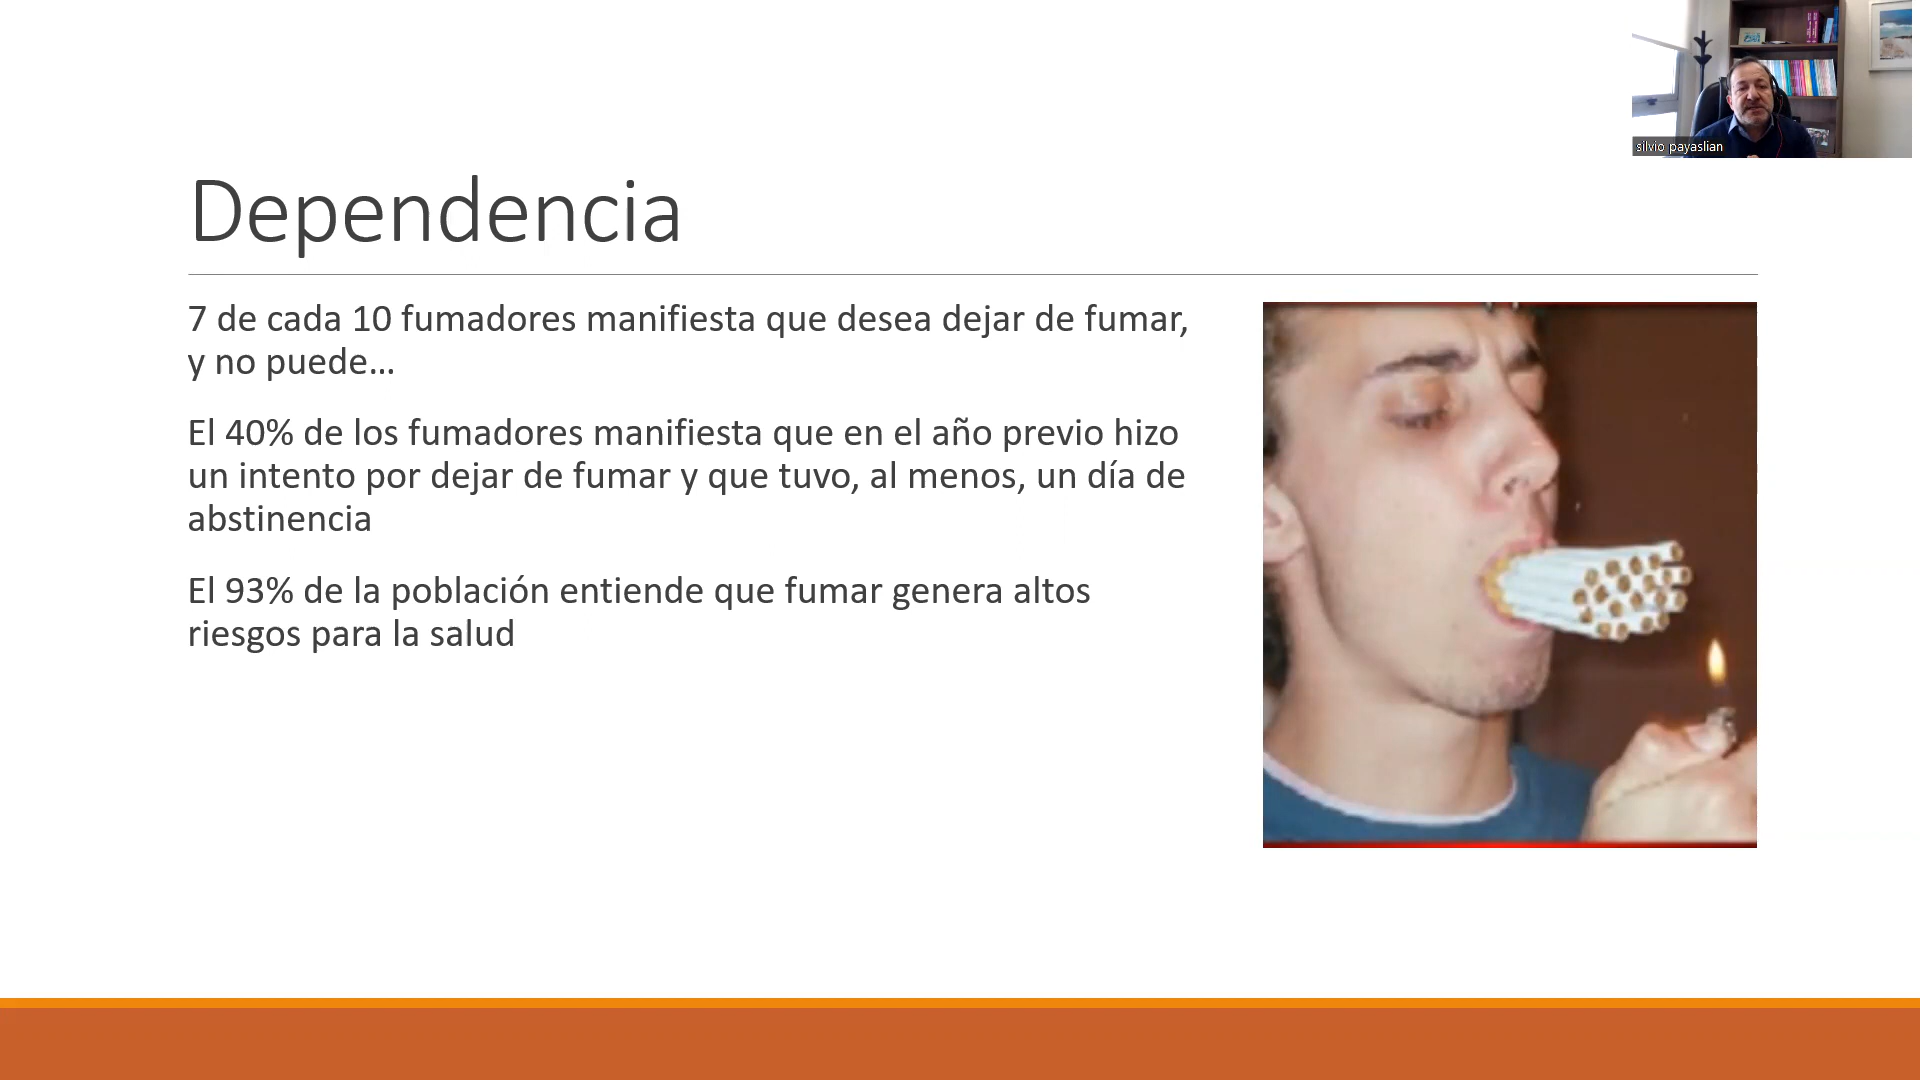 silvio payaslian
Dependencia
7 de cada 10 fumadores manifiesta que desea dejar de fumar,
y no puede…
El 40% de los fumadores manifiesta que en el año previo hizo
un intento por dejar de fumar y que tuvo, al menos, un día de
abstinencia
El 93% de la población entiende que fumar genera altos
riesgos para la salud